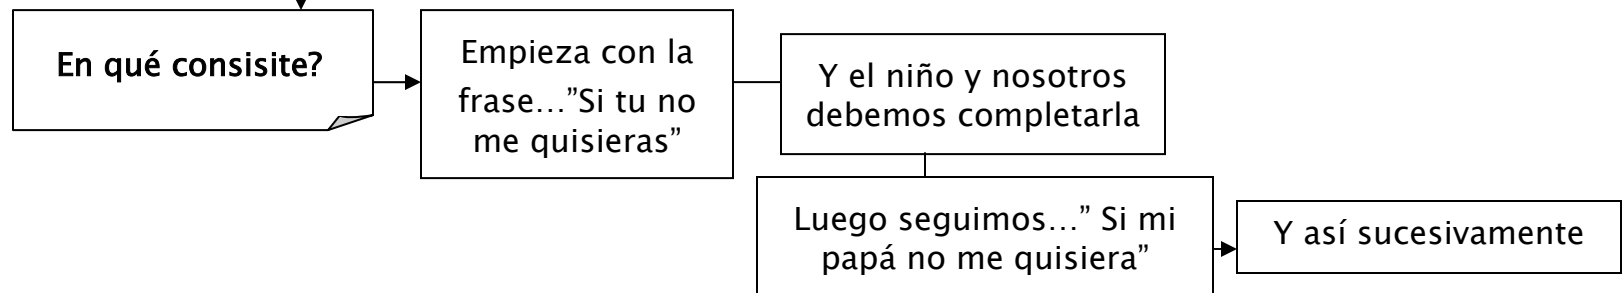 En qué consisite?
Empieza con la
frase…”Si tu no
me quisieras”
Y el niño y nosotros
debemos completarla
Luego seguimos…” Si mi
papá no me quisiera”
Y así sucesivamente